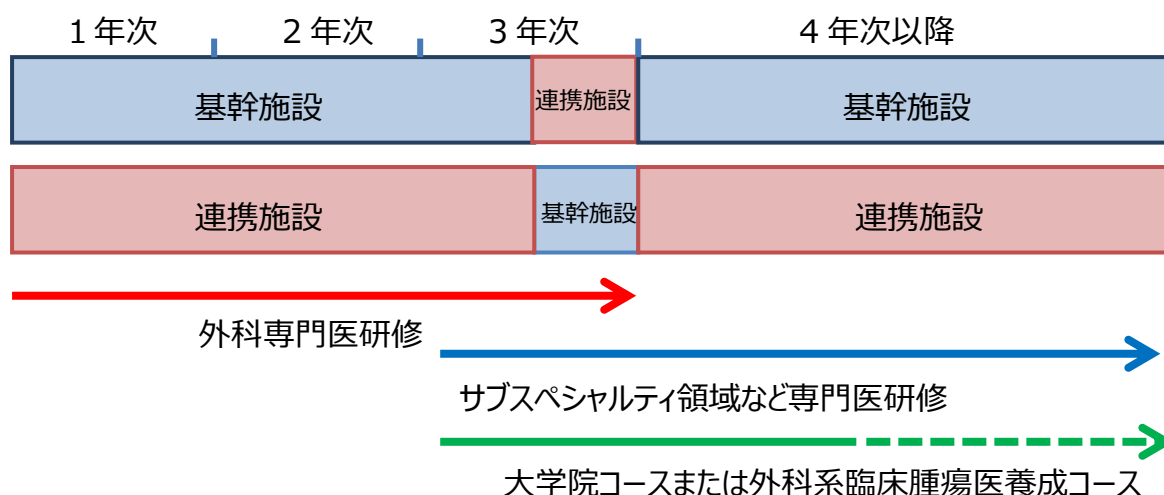 1年次 2年次 3年次 4年次以降
基幹施設 連携施設 基幹施設
連携施設 基幹施設 連携施設
外科専門医研修
サブスペシャルティ領域など専門医研修
大学院コースまたは外科系臨床腫瘍医養成コース